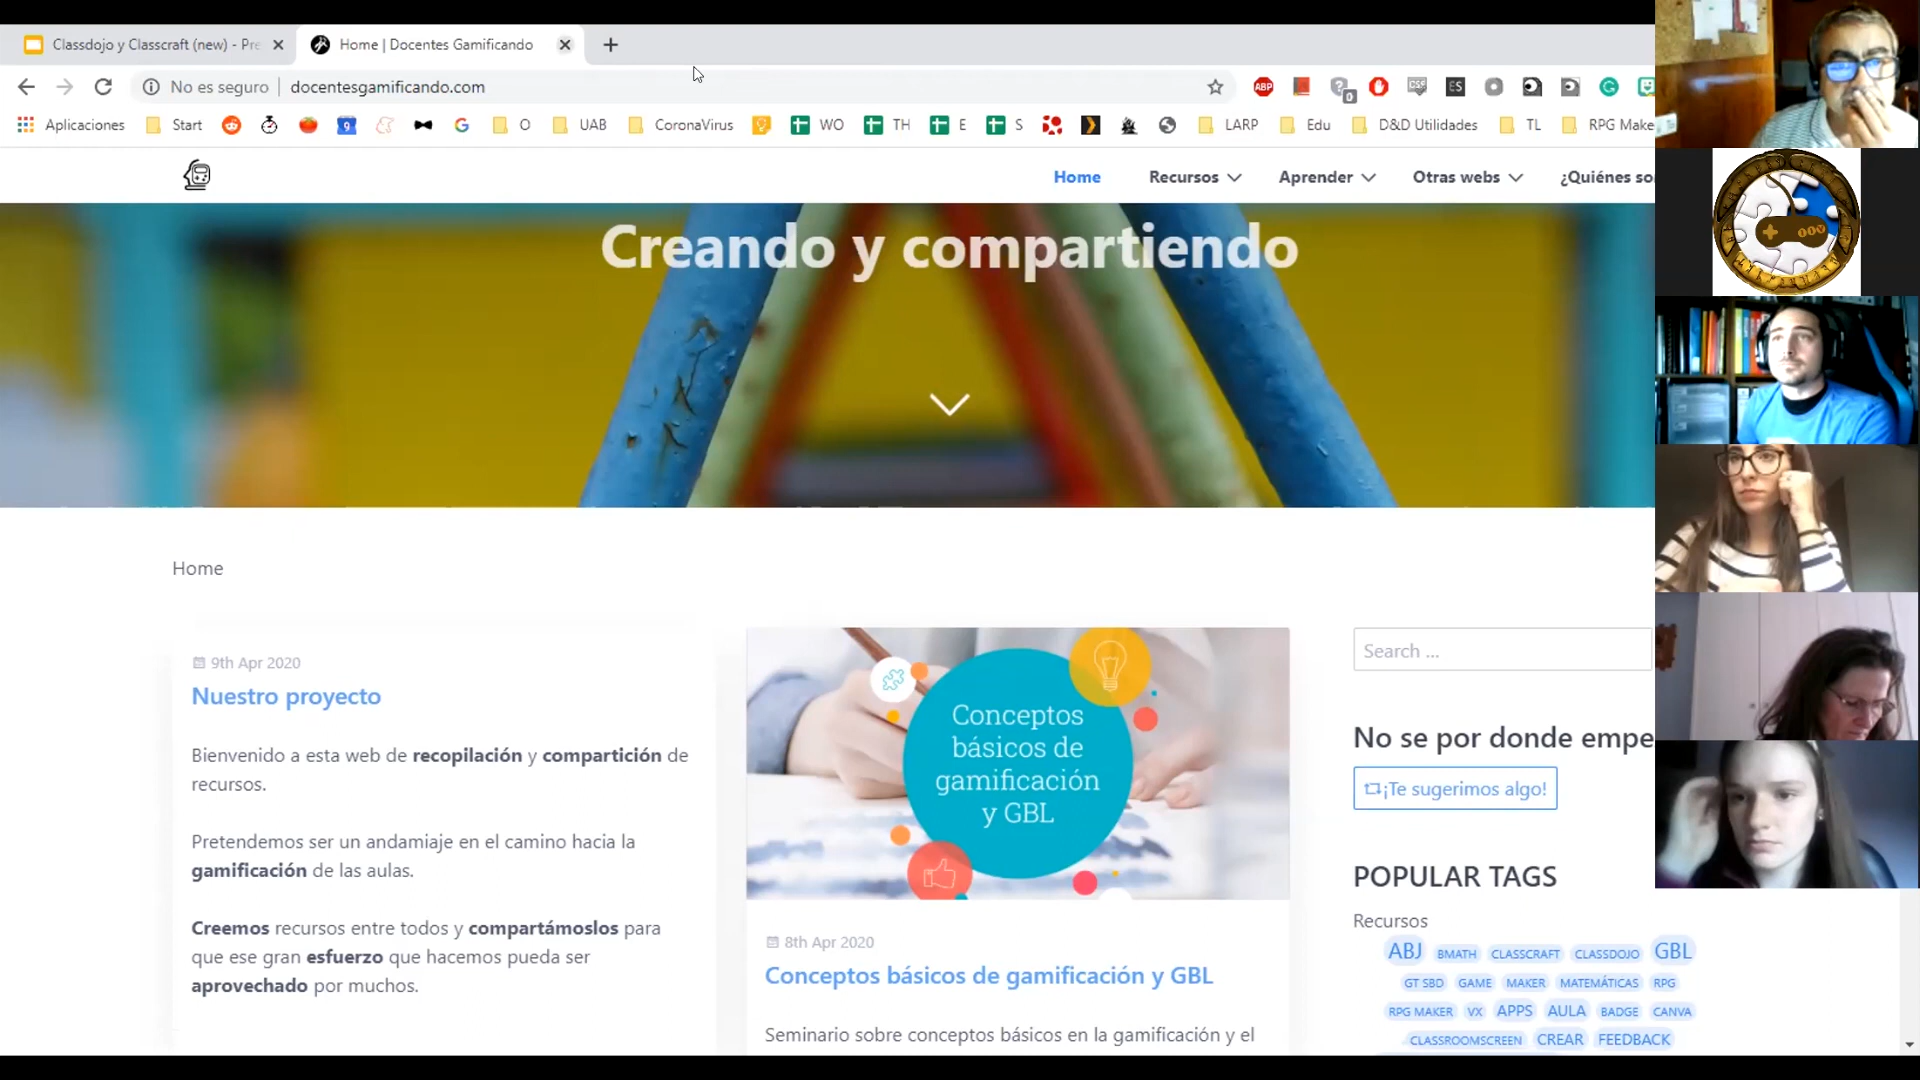 Classdojo y Classcraft (new) - Pre
Home | Docentes Gamificando
No es seguro
docentesgamificando.com
ABP
0
CSS
ES
Aplicaciones
Start
9
O
UAB
CoronaVirus
WO
TH
E
S
LARP
Edu
D&D Utilidades
TL
RPG Make
Home
Recursos
Aprender
Otras webs
¿Quiénes so
Creando y compartiendo
Home
9th Apr 2020
Nuestro proyecto
Bienvenido a esta web de recopilación y compartición de
recursos.
Pretendemos ser un andamiaje en el camino hacia la
gamificación de las aulas.
Creemos recursos entre todos y compartámoslos para
que ese gran esfuerzo que hacemos pueda ser
aprovechado por muchos.
Conceptos
básicos de
gamificación
y GBL
8th Apr 2020
Conceptos básicos de gamificación y GBL
Seminario sobre conceptos básicos en la gamificación y el
Search ...
No se por donde empe
¡Te sugerimos algo!
POPULAR TAGS
Recursos
ABJ BMATH CLASSCRAFT CLASSDOJO GBL
GT SBD GAME MAKER MATEMÁTICAS RPG
RPG MAKER VX APPS AULA BADGE CANVA
CLASSROOMSCREEN CREAR FEEDBACK